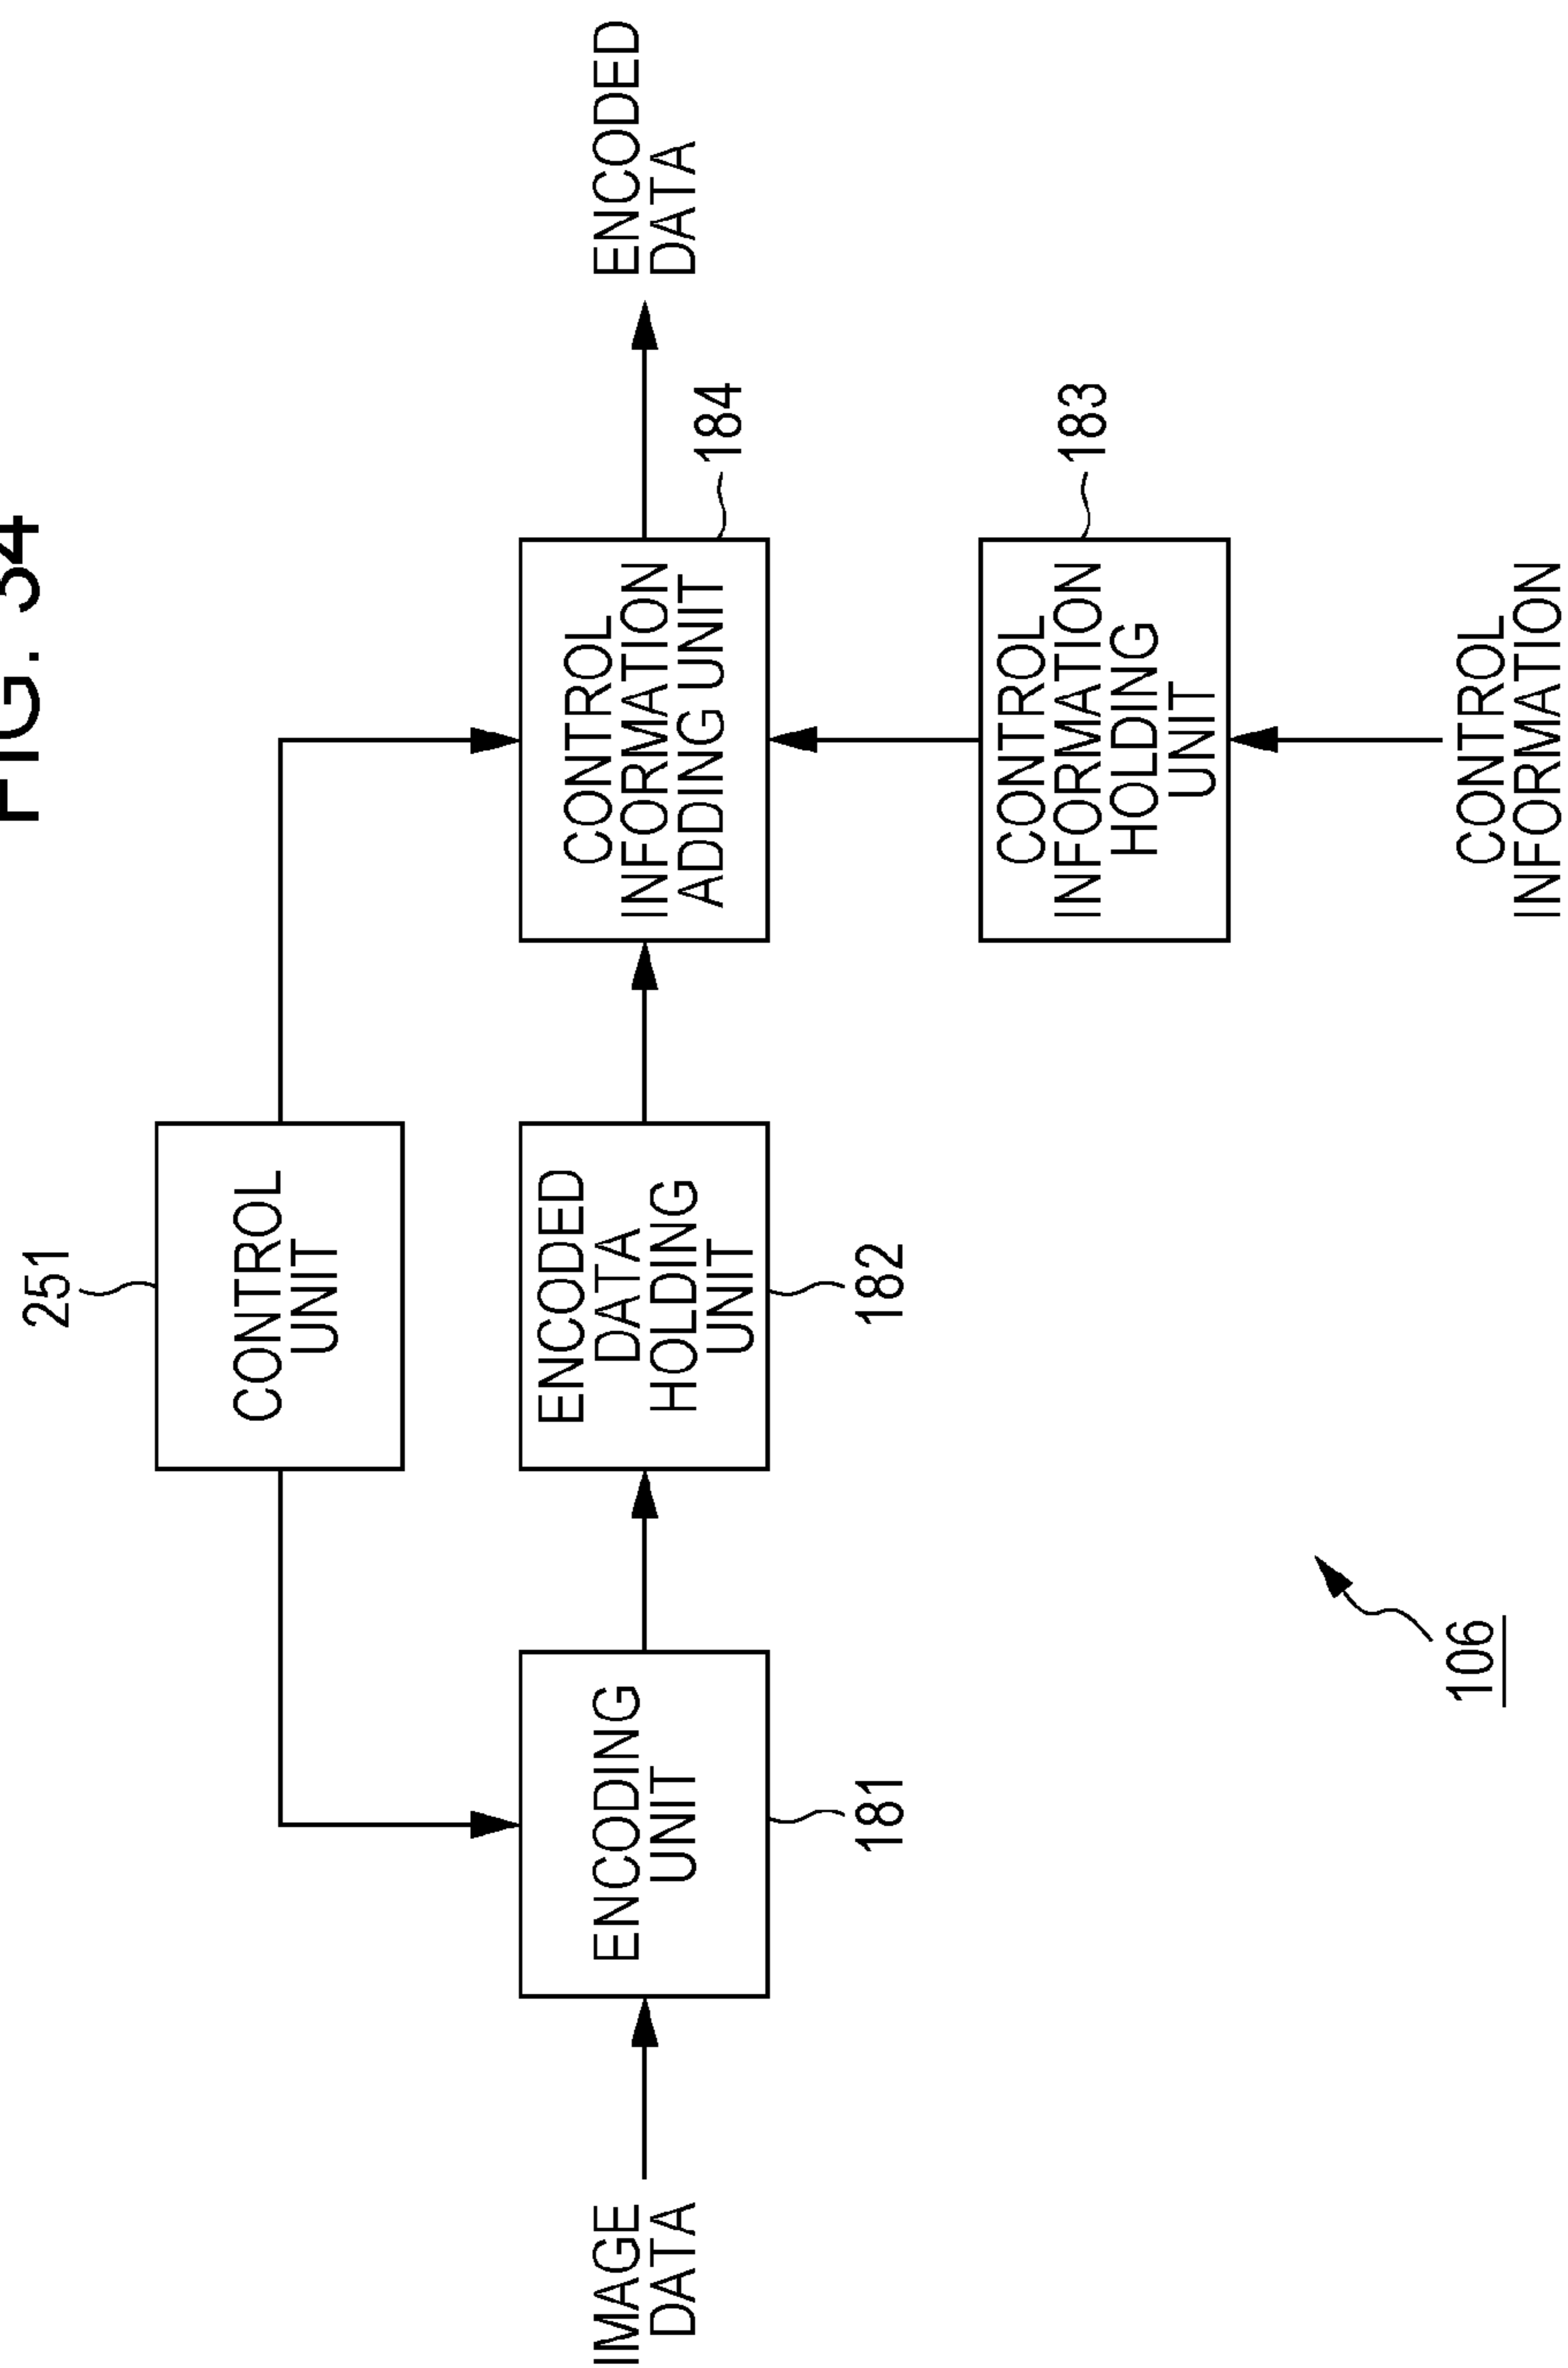 FIG. 34
251
CONTROL
UNIT
IMAGE
DATA
ENCODING
UNIT
181
ENCODED
DATA
HOLDING
UNIT
182
CONTROL
INFORMATION
ADDING UNIT
184
ENCODED
DATA
CONTROL
INFORMATION
HOLDING
UNIT
183
CONTROL
INFORMATION
106